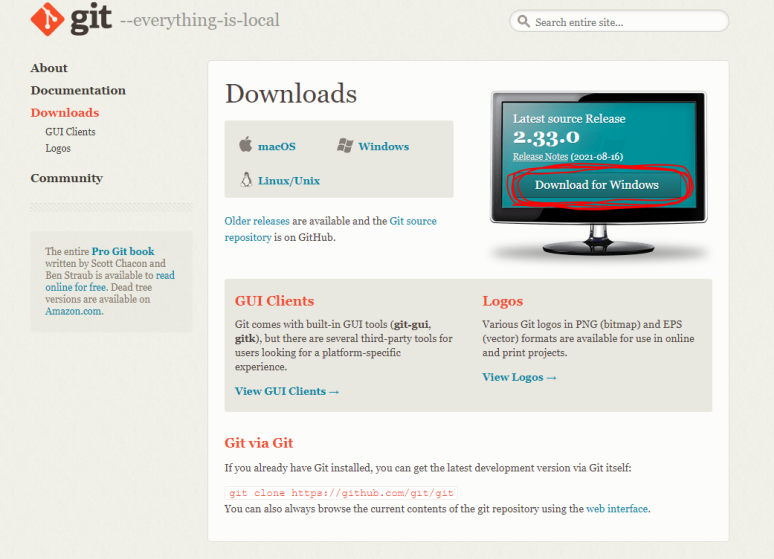 git --everything-is-local
Search entire site...
About
Documentation
Downloads
GUI Clients
Logos
Community
The entire Pro Git book
written by Scott Chacon and
Ben Straub is available to read
online for free. Dead tree
versions are available on
Amazon.com.
Downloads
macOS
Windows
Linux/Unix
Older releases are available and the Git source
repository is on GitHub.
Latest source Release
2.33.0
Release Notes (2021-08-16)
Download for Windows
GUI Clients
Git comes with built-in GUI tools (git-gui,
gitk), but there are several third-party tools for
users looking for a platform-specific
experience.
View GUI Clients →
Logos
Various Git logos in PNG (bitmap) and EPS
(vector) formats are available for use in online
and print projects.
View Logos →
Git via Git
If you already have Git installed, you can get the latest development version via Git itself:
git clone https://github.com/git/git
You can also always browse the current contents of the git repository using the web interface.